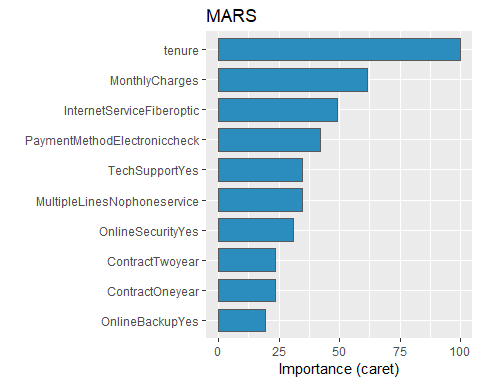 MARS
tenure
MonthlyCharges
InternetServiceFiberoptic
PaymentMethodElectroniccheck
TechSupportYes
MultipleLinesNophoneservice
OnlineSecurityYes
ContractTwoyear
ContractOneyear
OnlineBackupYes
0 25 50 75 100
Importance (caret)